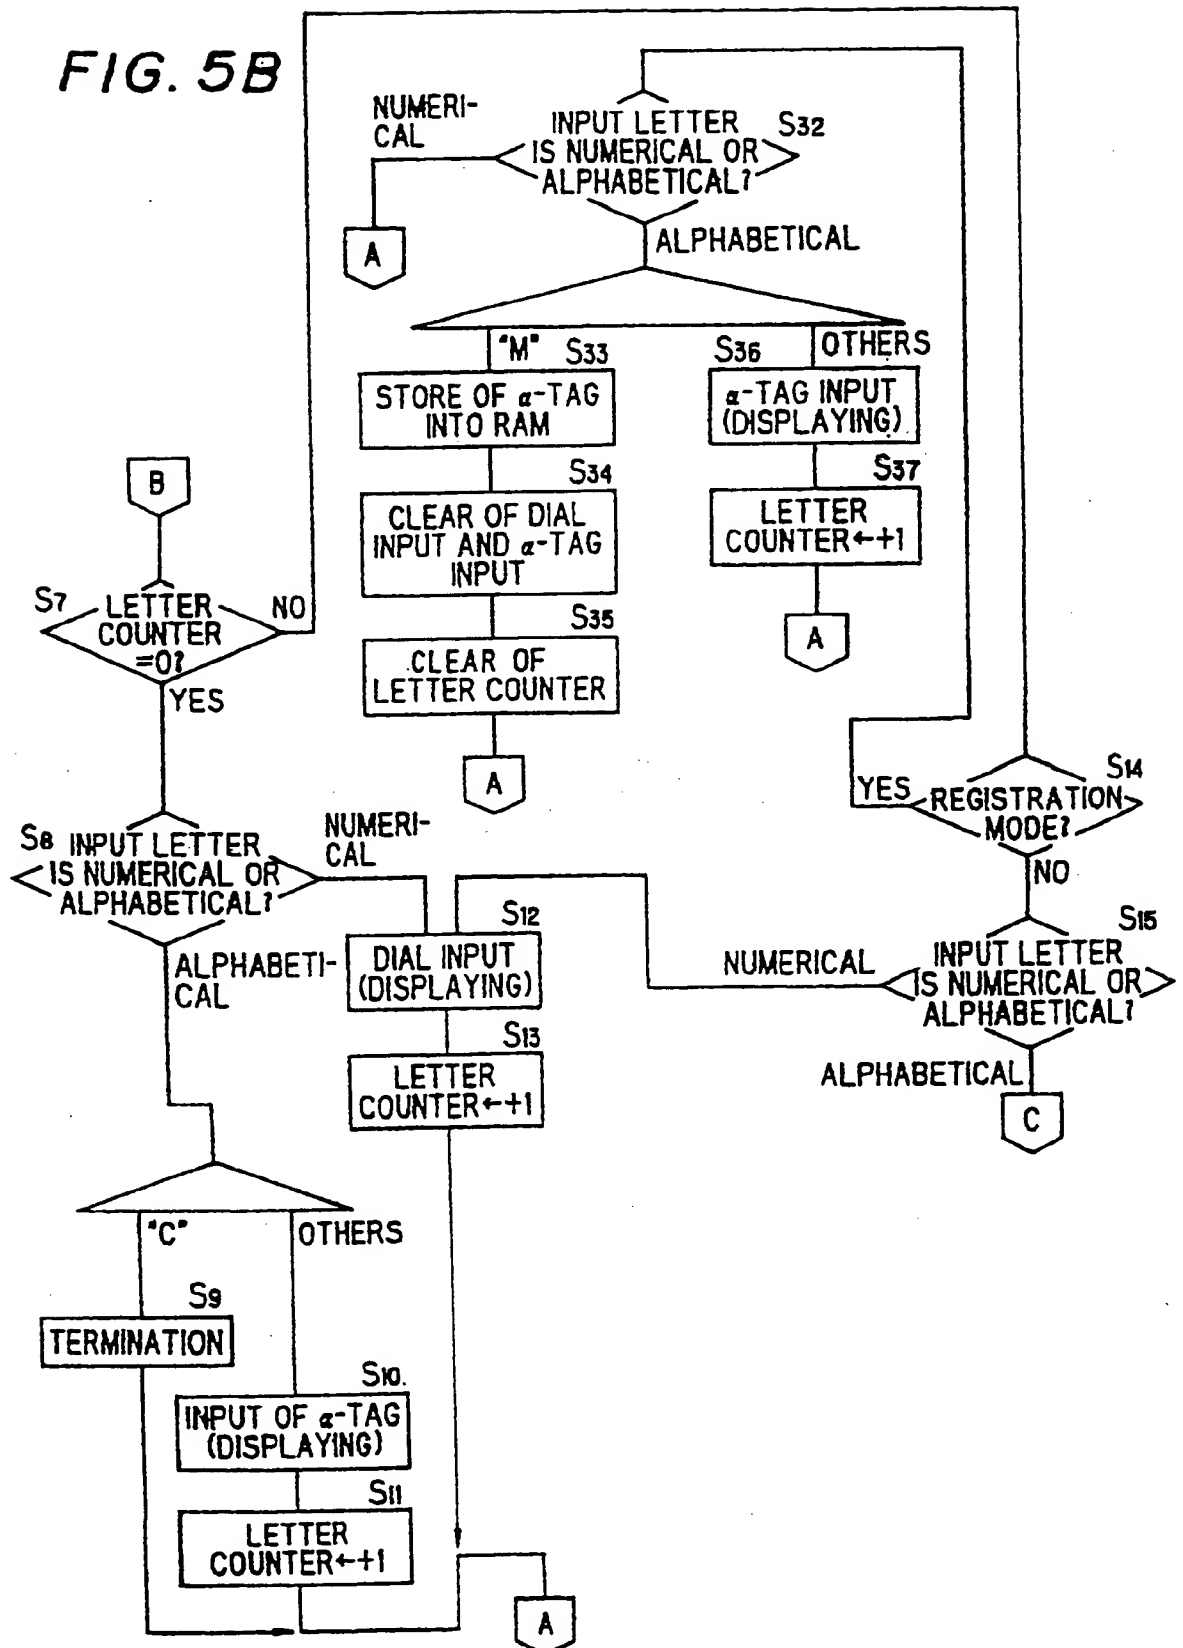 FIG. 5B
NUMERI-
CAL
INPUT LETTER
IS NUMERICAL OR
ALPHABETICAL?
S32
A
ALPHABETICAL
"M"
S33
STORE OF α-TAG
INTO RAM
S34
CLEAR OF DIAL
INPUT AND α-TAG
INPUT
S35
CLEAR OF
LETTER COUNTER
A
S36
OTHERS
α-TAG INPUT
(DISPLAYING)
S37
LETTER
COUNTER←+1
A
B
S7
LETTER
COUNTER
=0?
NO
YES
S8
INPUT LETTER
IS NUMERICAL OR
ALPHABETICAL?
NUMERI-
CAL
ALPHABETI-
CAL
S12
DIAL INPUT
(DISPLAYING)
S13
LETTER
COUNTER←+1
YES
S14
REGISTRATION
MODE?
NO
S15
INPUT LETTER
IS NUMERICAL OR
ALPHABETICAL?
NUMERICAL
ALPHABETICAL
C
"C"
OTHERS
S9
TERMINATION
S10.
INPUT OF α-TAG
(DISPLAYING)
S11
LETTER
COUNTER←+1
A